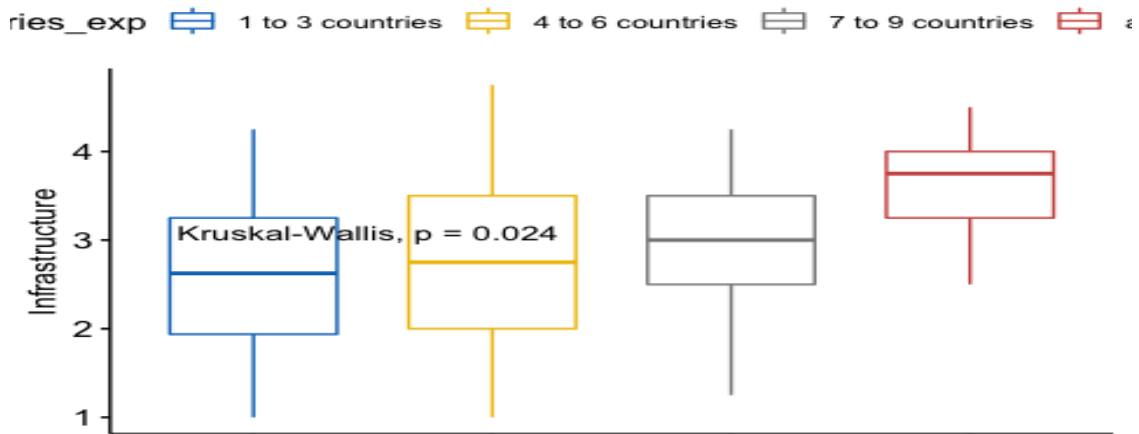 ries_exp 1 to 3 countries 4 to 6 countries 7 to 9 countries a
4
Kruskal-Wallis, p = 0.024
3
2
1
Infrastructure